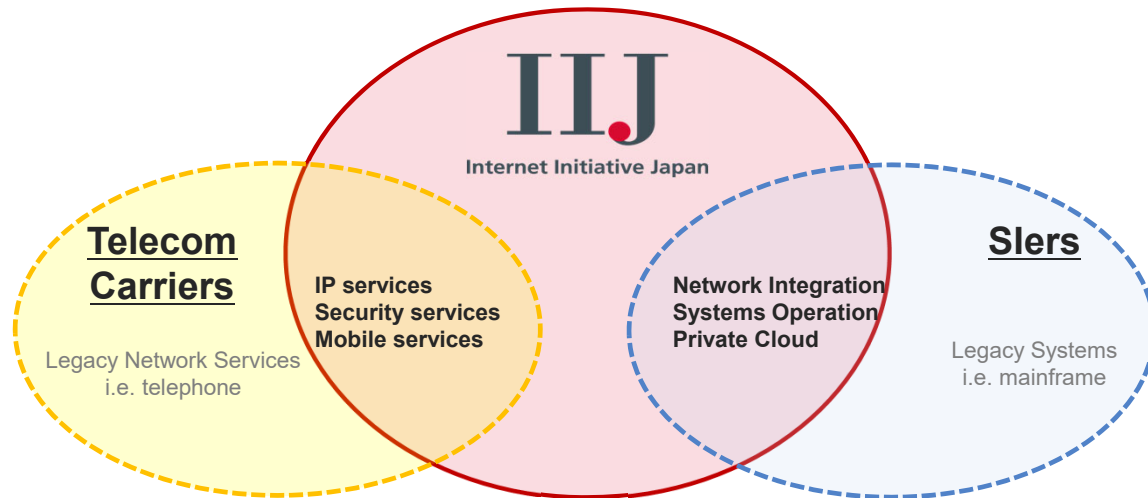 IIJ
Internet Initiative Japan
Telecom
Carriers
Legacy Network Services
i.e. telephone
IP services
Security services
Mobile services
Network Integration
Systems Operation
Private Cloud
SIers
Legacy Systems
i.e. mainframe